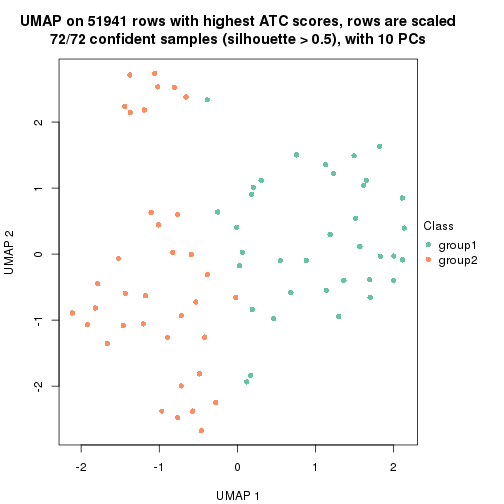 UMAP on 51941 rows with highest ATC scores, rows are scaled
72/72 confident samples (silhouette > 0.5), with 10 PCs
2
1
0
-1
-2
UMAP 2
-2
-1
0
1
2
UMAP 1
Class
group1
group2